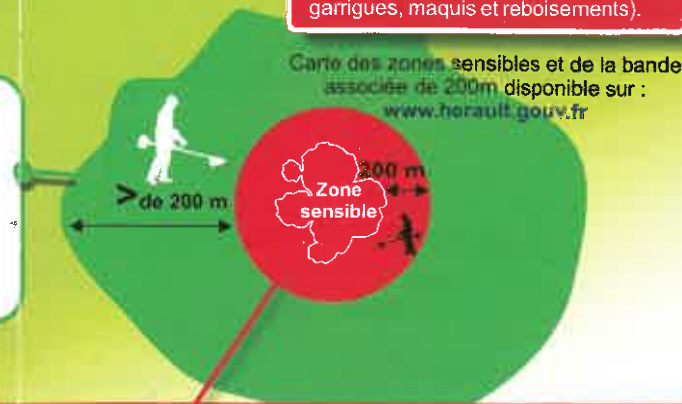 garrigues, maquis et reboisements).
Carte des zones sensibles et de la bande
associée de 200m disponible sur :
www.herault.gouv.fr
200 m
> de 200 m
Zone
sensible